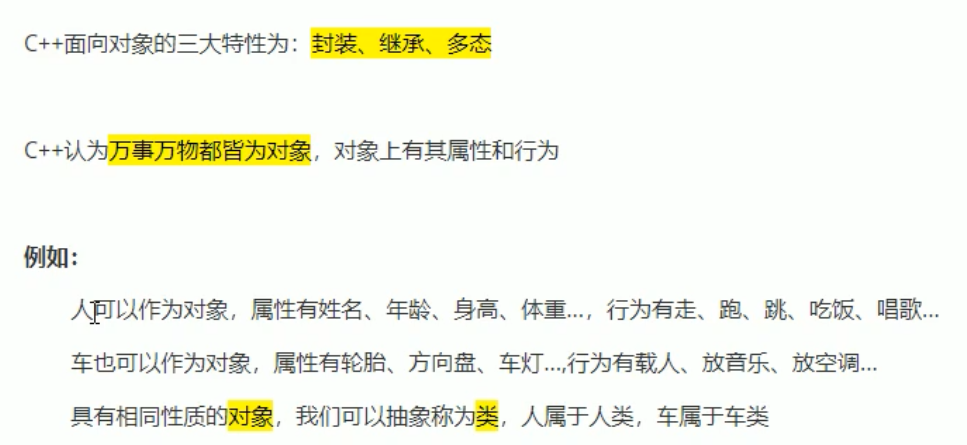 C++面向对象的三大特性为：封装、继承、多态
C++认为万事万物都皆为对象，对象上有其属性和行为
例如：
人可以作为对象，属性有姓名、年龄、身高、体重...，行为有走、跑、跳、吃饭、唱歌...
车也可以作为对象，属性有轮胎、方向盘、车灯...,行为有载人、放音乐、放空调...
具有相同性质的对象，我们可以抽象称为类，人属于人类，车属于车类